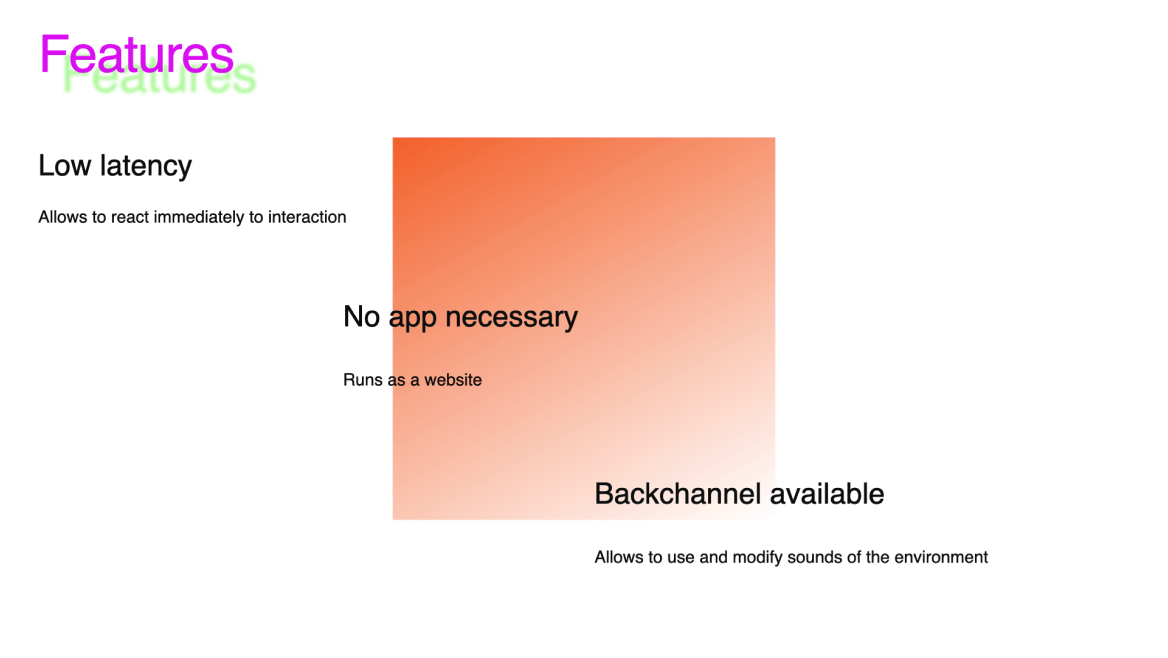 Features
Low latency
Allows to react immediately to interaction
No app necessary
Runs as a website
Backchannel available
Allows to use and modify sounds of the environment